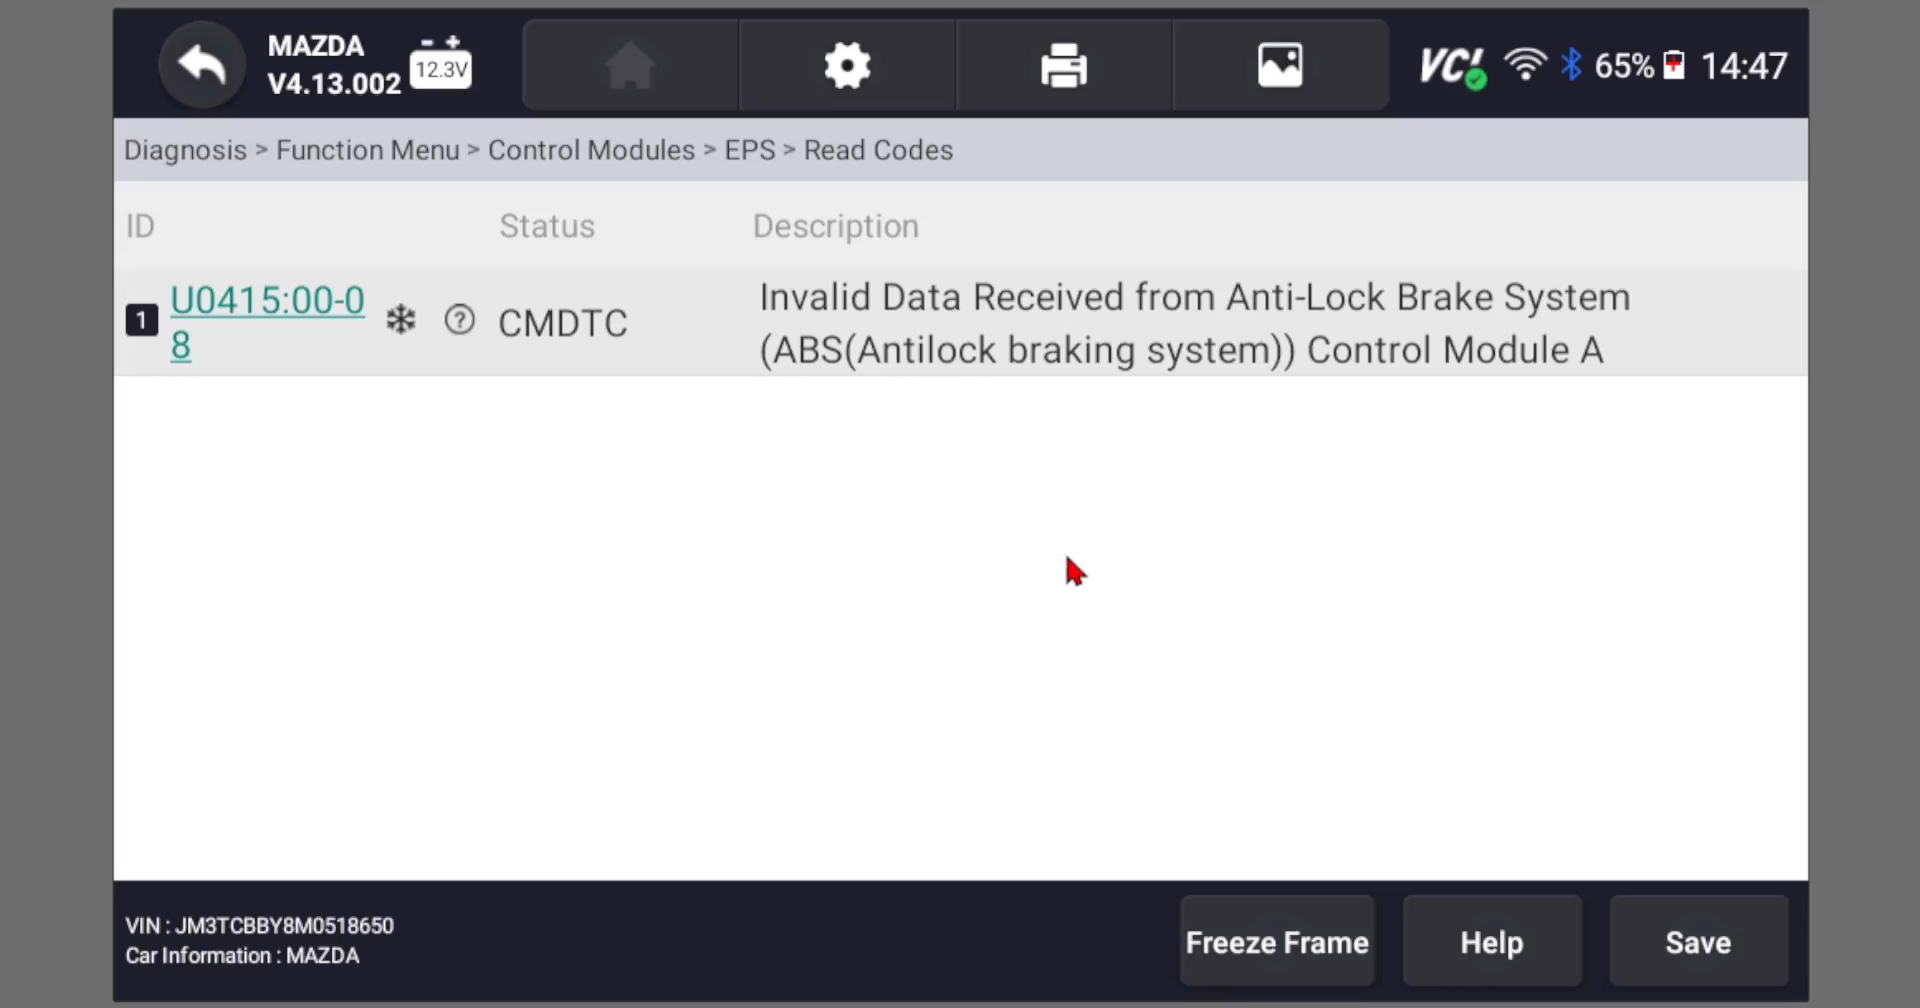 MAZDA
V4.13.002
- +
12.3V
VCI
65%
14:47
Diagnosis > Function Menu > Control Modules > EPS > Read Codes
ID Status Description
1 U0415:00-0
8
? CMDTC
Invalid Data Received from Anti-Lock Brake System
(ABS(Antilock braking system)) Control Module A
VIN : JM3TCBBY8M0518650
Car Information : MAZDA
Freeze Frame Help Save